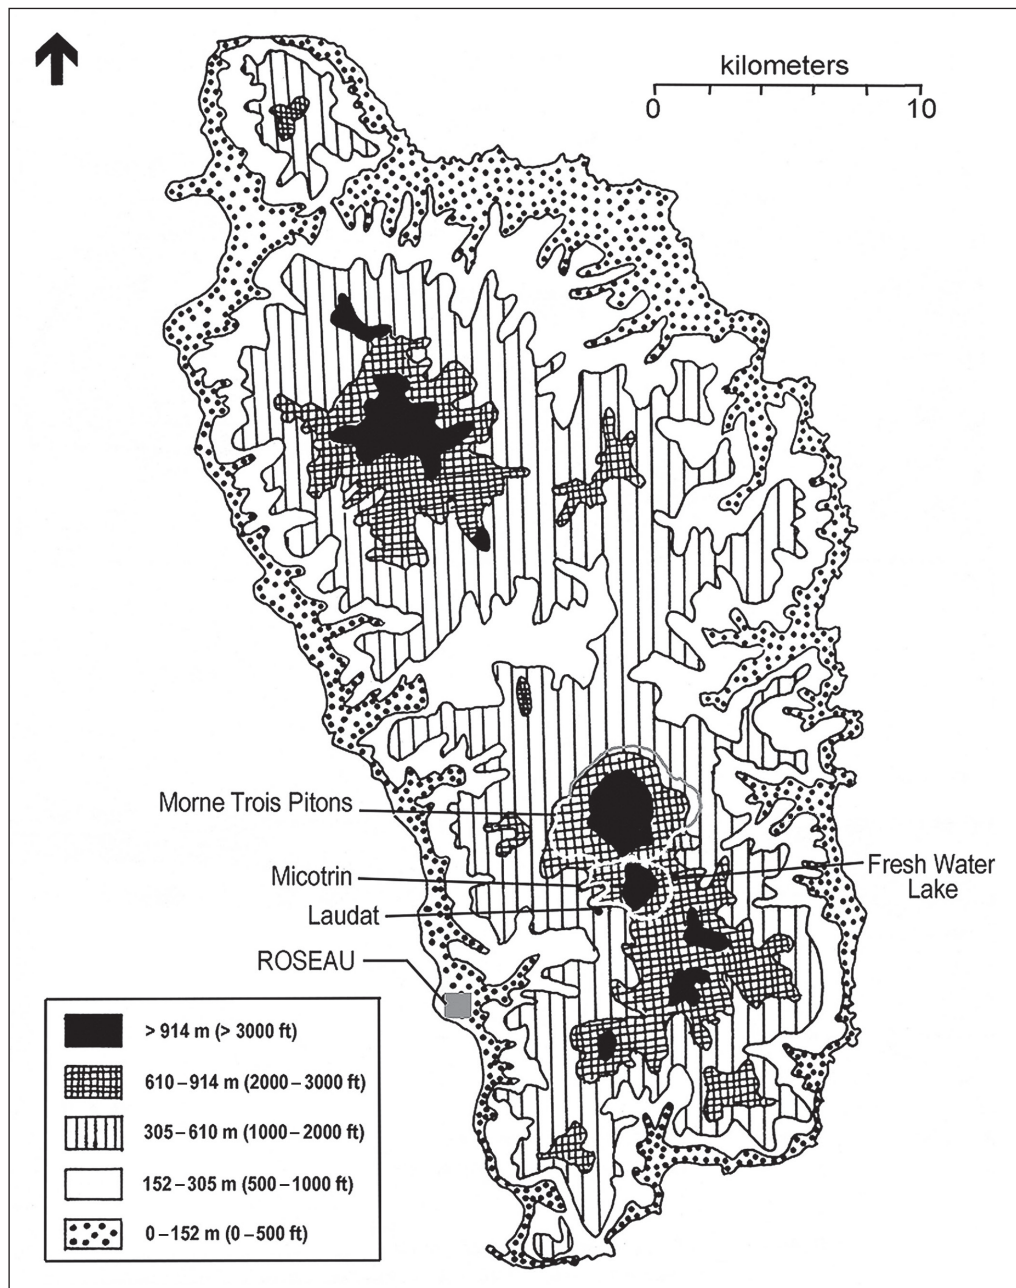 kilometers
0 10
Morne Trois Pitons
Fresh Water
Lake
Micotrin
Laudat
ROSEAU
> 914 m (> 3000 ft)
610–914 m (2000–3000 ft)
305–610 m (1000–2000 ft)
152–305 m (500–1000 ft)
0–152 m (0–500 ft)